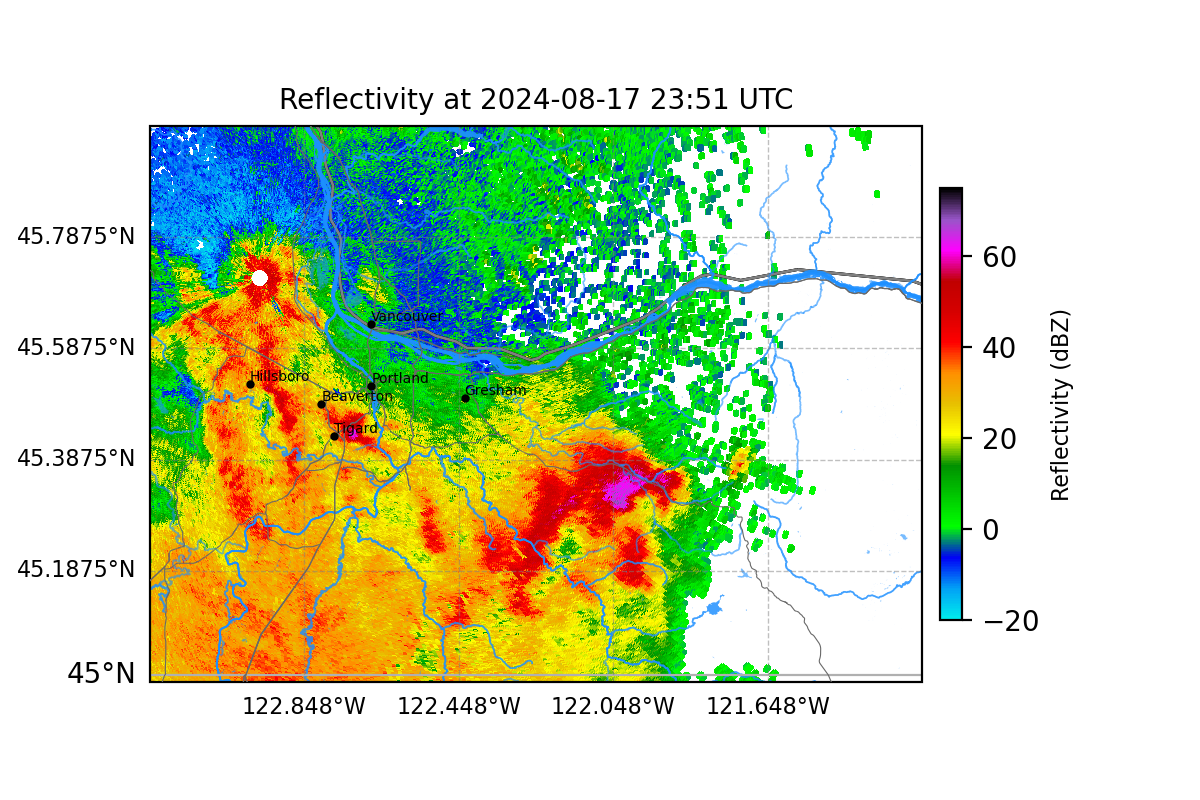 Reflectivity at 2024-08-17 23:51 UTC
45.7875°N
45.5875°N
45.3875°N
45.1875°N
45°N
122.848°W
122.448°W
122.048°W
121.648°W
Vancouver
Hillsboro
Portland
Beaverton
Gresham
Tigard
60
40
20
0
−20
Reflectivity (dBZ)